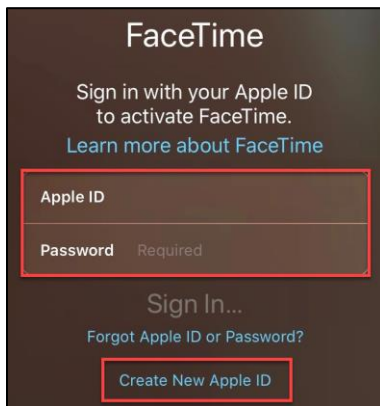 FaceTime
Sign in with your Apple ID
to activate FaceTime.
Learn more about FaceTime
Apple ID
Password Required
Sign In...
Forgot Apple ID or Password?
Create New Apple ID